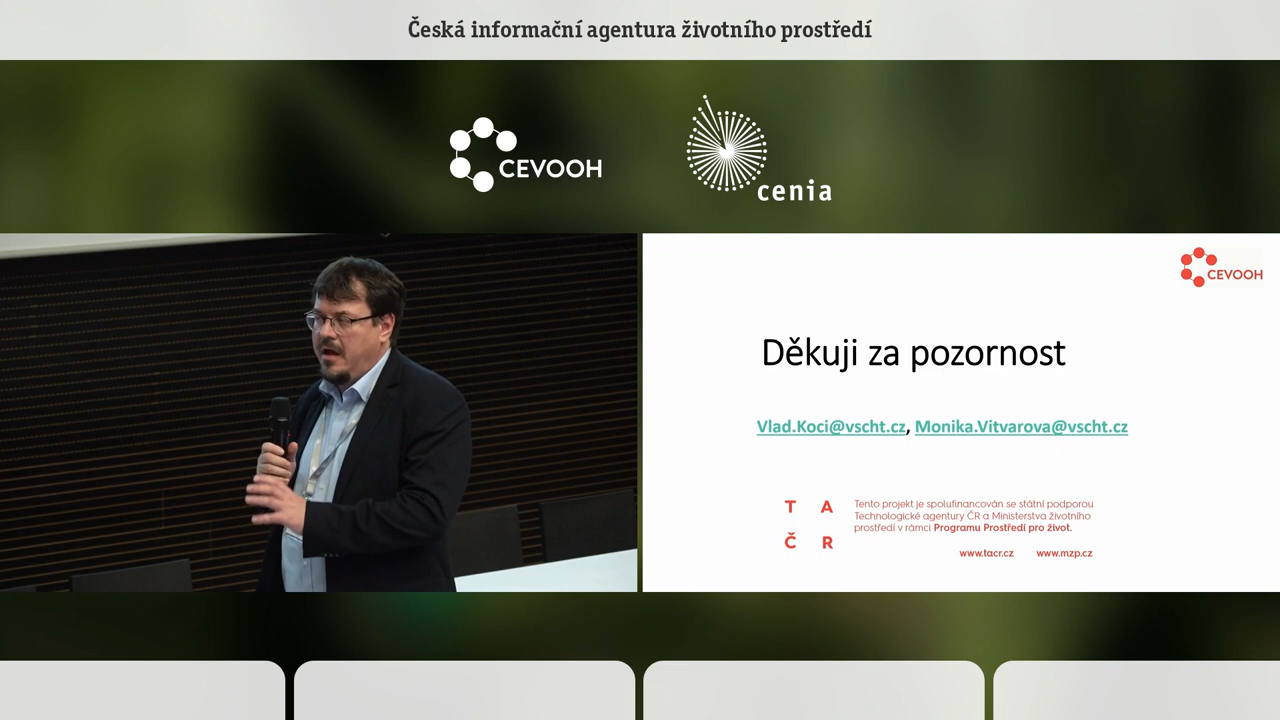 Česká informační agentura životního prostředí
CEVOOH
cenia
CEVOOH
Děkuji za pozornost
Vlad.Koci@vscht.cz, Monika.Vitvarova@vscht.cz
T A
Č R
Tento projekt je spolufinancován se státní podporou
Technologické agentury ČR a Ministerstva životního
prostředí v rámci Programu Prostředí pro život.
www.tacr.cz www.mzp.cz